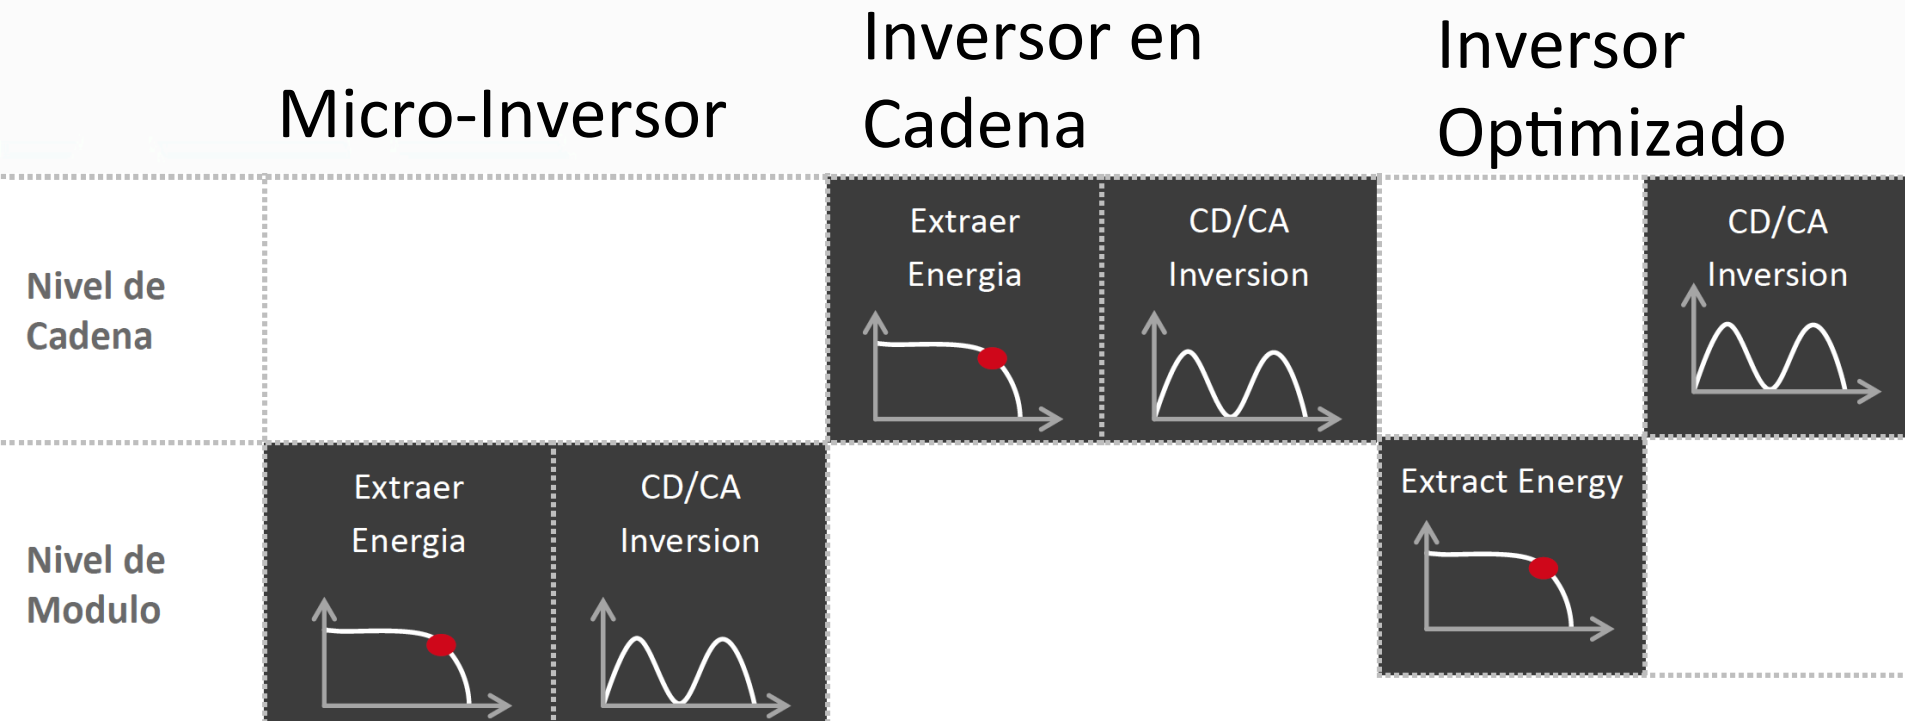 Micro-Inversor
Inversor en
Cadena
Inversor
Optimizado
Nivel de
Cadena
Extraer
Energia
CD/CA
Inversion
CD/CA
Inversion
Nivel de
Modulo
Extraer
Energia
CD/CA
Inversion
Extract Energy